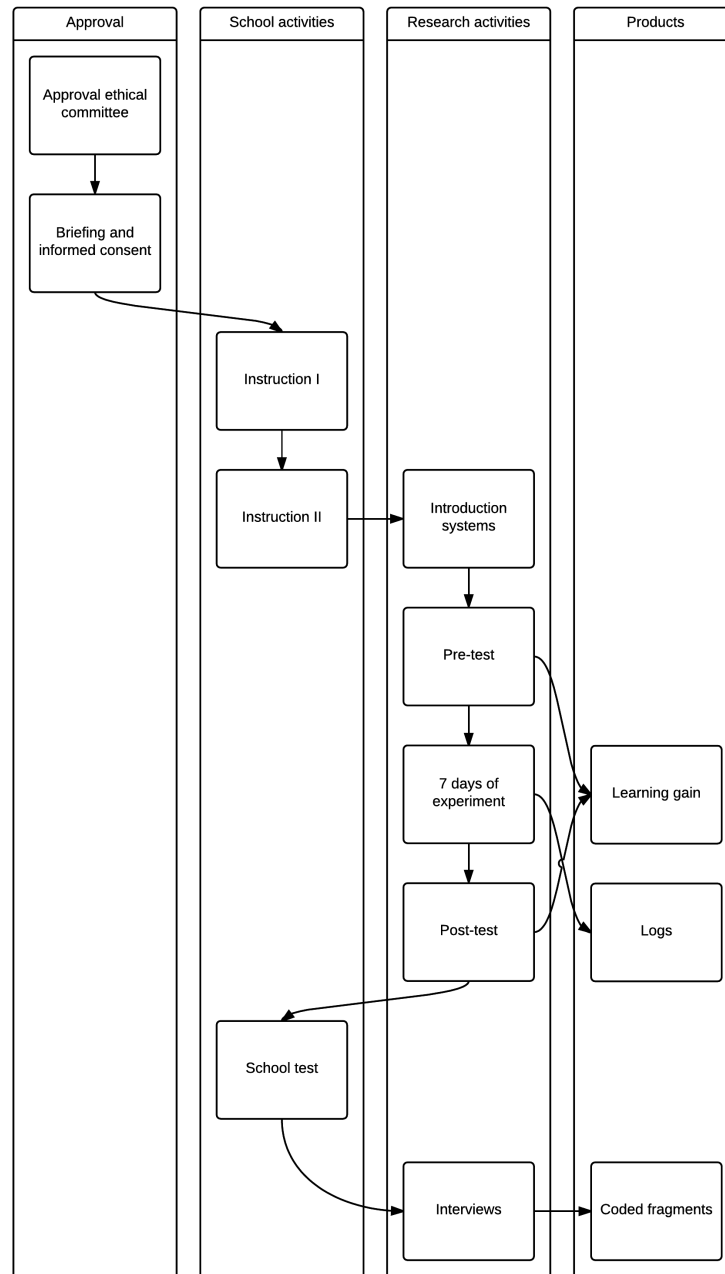 Approval
School activities
Research activities
Products
Approval ethical
committee
Briefing and
informed consent
Instruction I
Instruction II
Introduction
systems
Pre-test
7 days of
experiment
Learning gain
Post-test
Logs
School test
Interviews
Coded fragments